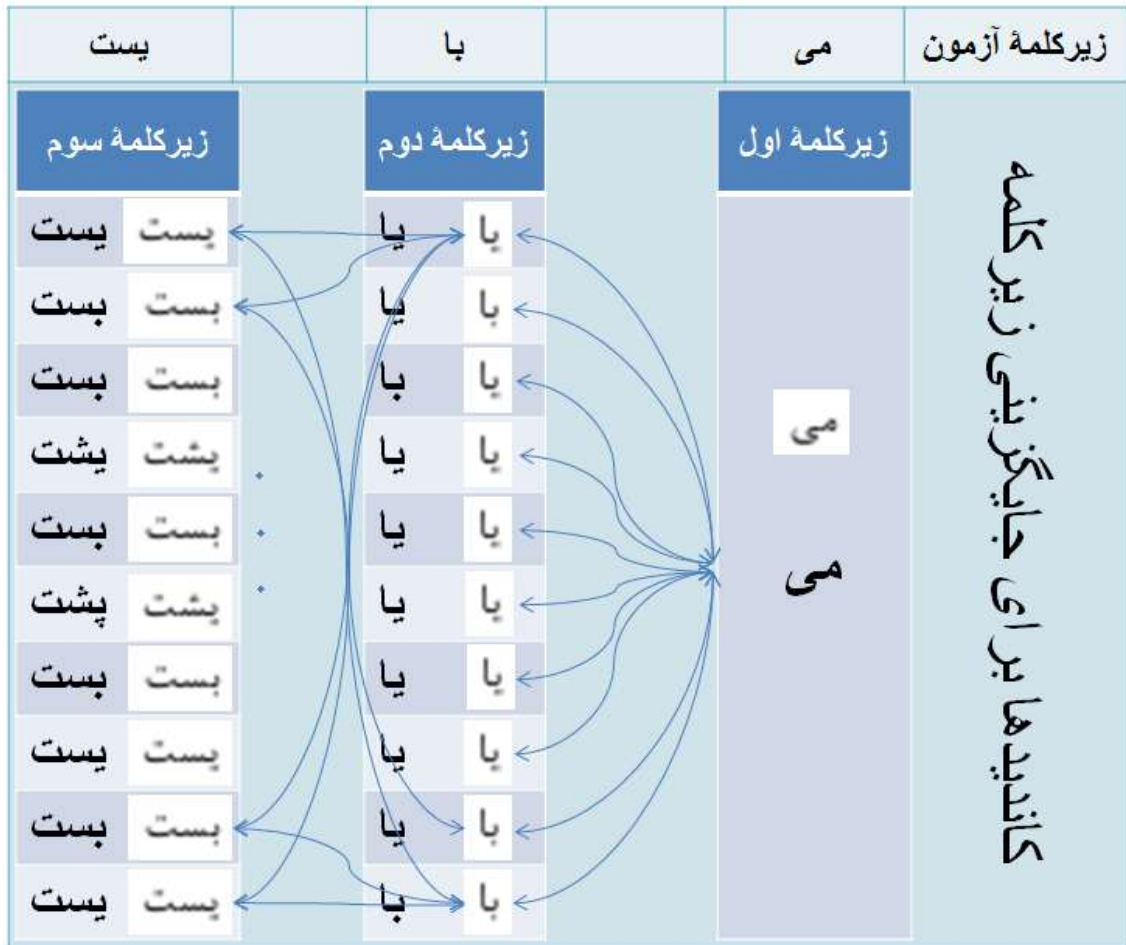 زیرکلمهٔ آزمون می با یست
زیرکلمهٔ اول زیرکلمهٔ دوم زیرکلمهٔ سوم
کاندیدها برای جایگزینی زیرکلمه
می
می
یا یا یست یست
با یا بست بست
یا با بست بست
یا یا یشت یشت
یا یا بست بست
یا یا یشت پشت
یا یا بست بست
یا یا یست یست
با یا بست بست
با با یست یست